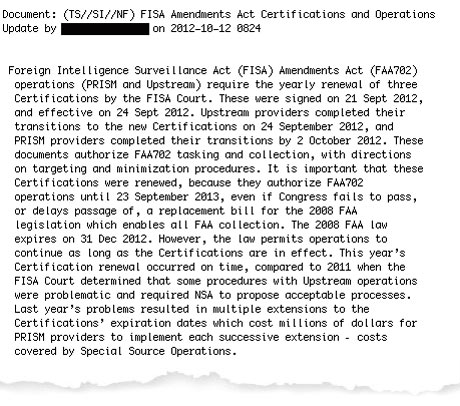 Document: (TS//SI//NF) FISA Amendments Act Certifications and Operations
Update by on 2012-10-12 0824
Foreign Intelligence Surveillance Act (FISA) Amendments Act (FAA702)
operations (PRISM and Upstream) require the yearly renewal of three
Certifications by the FISA Court. These were signed on 21 Sept 2012,
and effective on 24 Sept 2012. Upstream providers completed their
transitions to the new Certifications on 24 September 2012, and
PRISM providers completed their transitions by 2 October 2012. These
documents authorize FAA702 tasking and collection, with directions
on targeting and minimization procedures. It is important that these
Certifications were renewed, because they authorize FAA702
operations until 23 September 2013, even if Congress fails to pass,
or delays passage of, a replacement bill for the 2008 FAA
legislation which enables all FAA collection. The 2008 FAA law
expires on 31 Dec 2012. However, the law permits operations to
continue as long as the Certifications are in effect. This year's
Certification renewal occurred on time, compared to 2011 when the
FISA Court determined that some procedures with Upstream operations
were problematic and required NSA to propose acceptable processes.
Last year's problems resulted in multiple extensions to the
Certifications' expiration dates which cost millions of dollars for
PRISM providers to implement each successive extension - costs
covered by Special Source Operations.